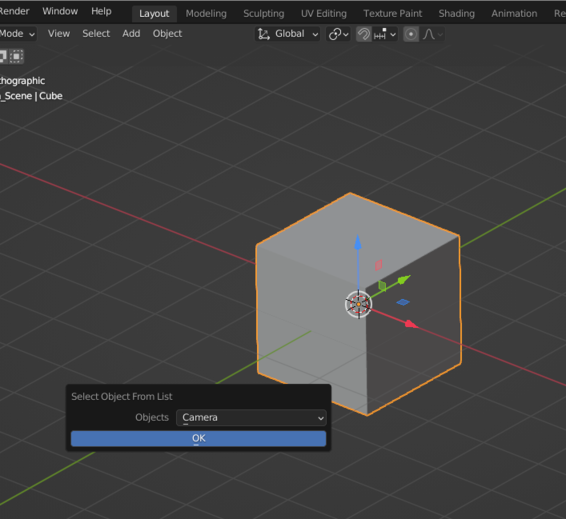 Render Window Help Layout Modeling Sculpting UV Editing Texture Paint Shading Animation Re
Mode View Select Add Object Global
thographic
_Scene | Cube
Select Object From List
Objects Camera
OK